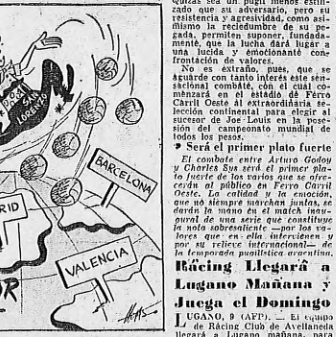 BARCELONA
VALENCIA
quizás sea un púgil menos esfin-
zado que su adversario, pero su
resistencia y agresividad, como asi-
mismo la reciedumbre de su pe-
gada, permiten suponer, fundada-
mente, que la lucha dará lugar a
una lucida y emocionante con-
frontación de valores.
No es extraño, pues, que se
aguarde con tanto interés este sen-
sacional combate, con el cual co-
menzará en el estadio de Ferro
Carril Oeste la extraordinaria se-
lección continental para elegir al
sucesor de Joe Louis en la pose-
sión del campeonato mundial de
todos los pesos.
Será el primer plato fuerte
El combate entre Arturo Godoy
y Charles Sys será el primer pla-
to fuerte de los varios que se ofre-
cerán al público en Ferro Carril
Oeste. La calidad y la emoción,
que no siempre marchan juntas, se
darán la mano en el match inau-
gural de una serie que constituye
la nota sobresaliente —por los va-
lores que en ella intervienen y
por su relieve internacional— de
la temporada pugilística argentina.
Rácing Llegará a
Lugano Mañana y
Juega el Domingo
LUGANO, 9 (AFP). — El equipo
de Rácing Club de Avellaneda
llegará a Lugano mañana, para